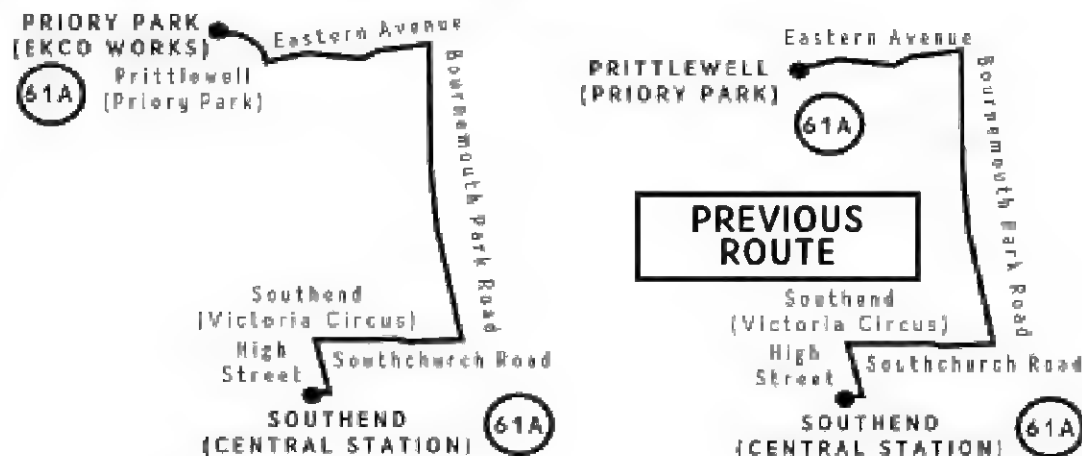 PRIORY PARK
(EKCO WORKS)
Eastern Avenue
61A
Prittlewell
(Priory Park)
Bournemouth Park Road
Southend
(Victoria Circus)
High
Street
Southchurch Road
SOUTHEND
(CENTRAL STATION)
61A
Eastern Avenue
PRITTLEWELL
(PRIORY PARK)
61A
Bournemouth Park Road
PREVIOUS
ROUTE
Southend
(Victoria Circus)
High
Street
Southchurch Road
SOUTHEND
(CENTRAL STATION)
61A